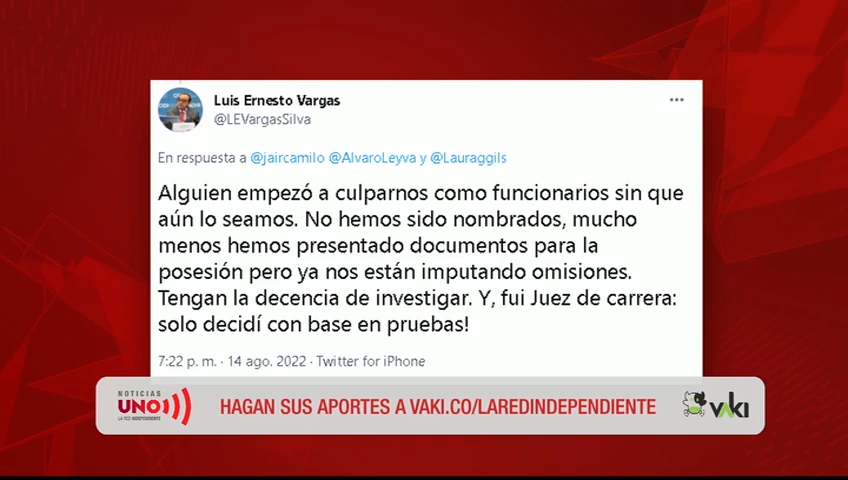 Luis Ernesto Vargas
@LEVargasSilva
En respuesta a @jaircamilo @AlvaroLeyva y @Lauraggils
Alguien empezó a culparnos como funcionarios sin que
aún lo seamos. No hemos sido nombrados, mucho
menos hemos presentado documentos para la
posesión pero ya nos están imputando omisiones.
Tengan la decencia de investigar. Y, fui Juez de carrera:
solo decidí con base en pruebas!
7:22 p. m. · 14 ago. 2022 · Twitter for iPhone
NOTICIAS
UNO
LA RED INDEPENDIENTE
HAGAN SUS APORTES A VAKI.CO/LAREDINDEPENDIENTE
vaki